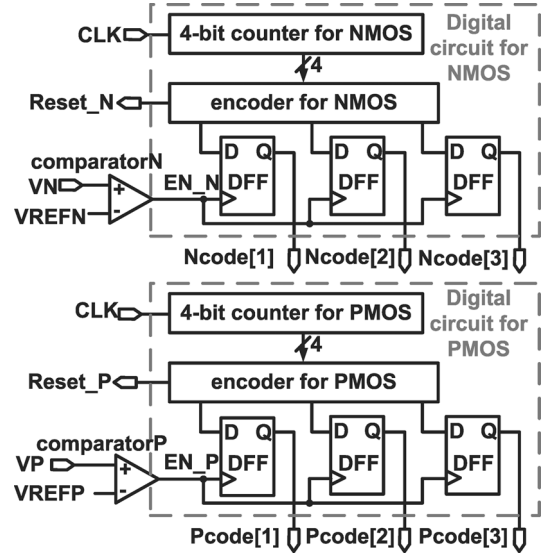 CLK
4-bit counter for NMOS
Digital
circuit for
NMOS
4
Reset_N
encoder for NMOS
comparatorN
VN
+
-
VREFN
EN_N
D Q
DFF
D Q
DFF
D Q
DFF
Ncode[1] Ncode[2] Ncode[3]
CLK
4-bit counter for PMOS
Digital
circuit for
PMOS
4
Reset_P
encoder for PMOS
comparatorP
VP
+
-
VREFP
EN_P
D Q
DFF
D Q
DFF
D Q
DFF
Pcode[1] Pcode[2] Pcode[3]